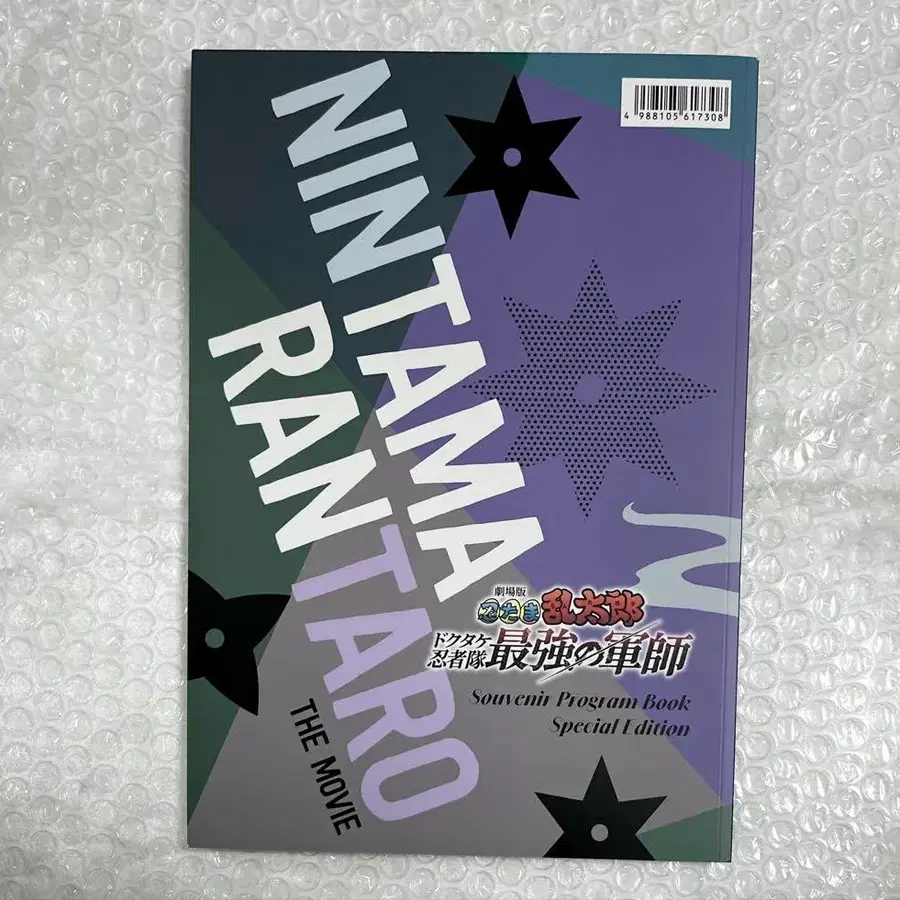 4 988105 617308
NINTAMA
RANTARO
THE MOVIE
劇場版
忍たま乱太郎
ドクタケ
忍者隊
最強の軍師
Souvenir Program Book
Special Edition